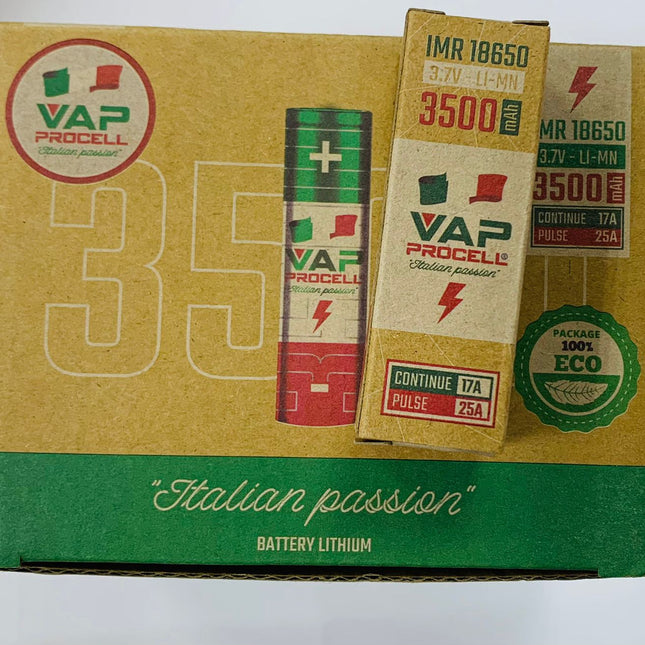 VAP
PROCELL
"Italian passion"
35
+
VAP
PROCELL
"Italian passion"
IMR 18650
3.7V - LI-MN
3500 mAh
VAP
PROCELL®
"Italian passion"
CONTINUE 17A
PULSE 25A
IMR 18650
3.7V - LI-MN
3500 mAh
CONTINUE 17A
PULSE 25A
PACKAGE
100%
ECO
"Italian passion"
BATTERY LITHIUM